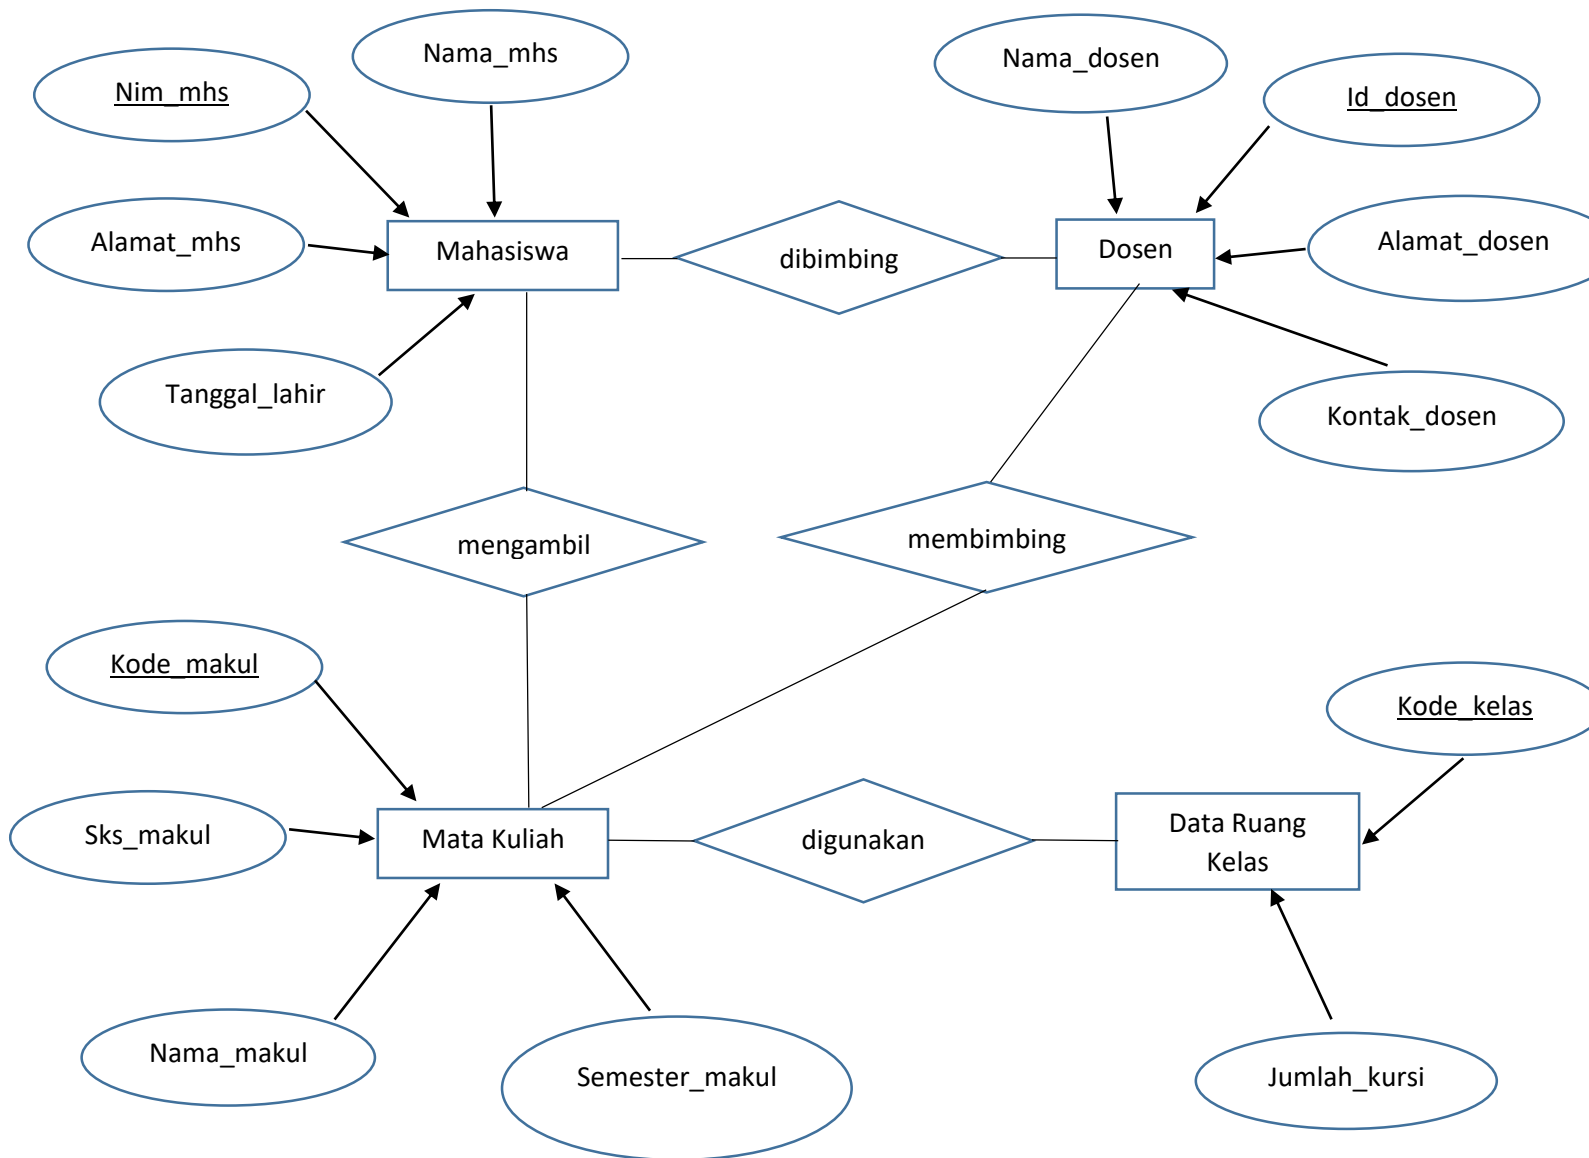 Nama_mhs
Nama_dosen
Nim_mhs
Id_dosen
Alamat_mhs
Mahasiswa
dibimbing
Dosen
Alamat_dosen
Tanggal_lahir
Kontak_dosen
mengambil
membimbing
Kode_makul
Kode_kelas
Sks_makul
Mata Kuliah
digunakan
Data Ruang
Kelas
Nama_makul
Semester_makul
Jumlah_kursi